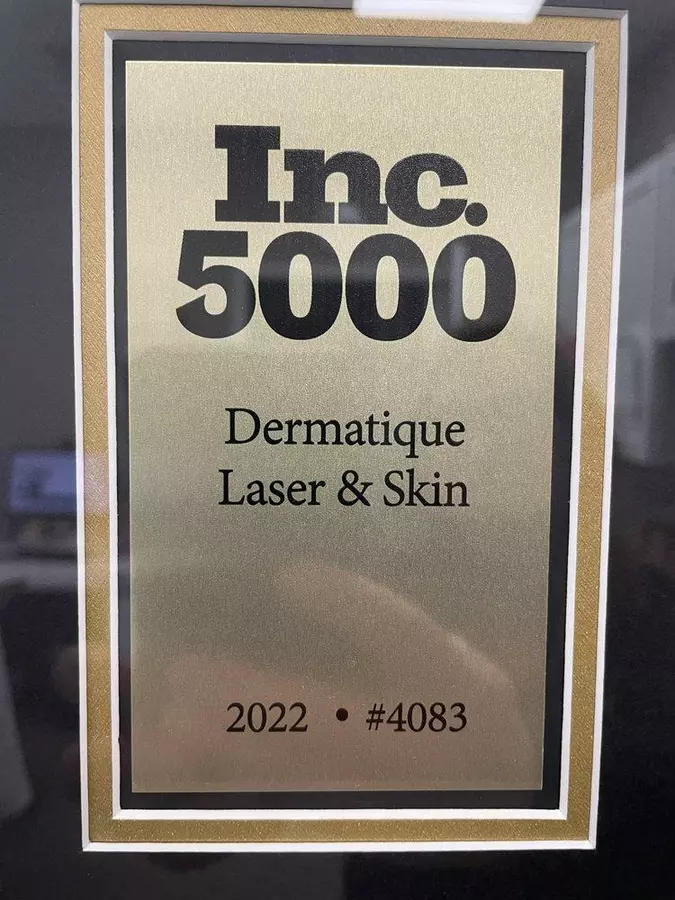 Inc.
5000
Dermatique
Laser & Skin
2022 • #4083